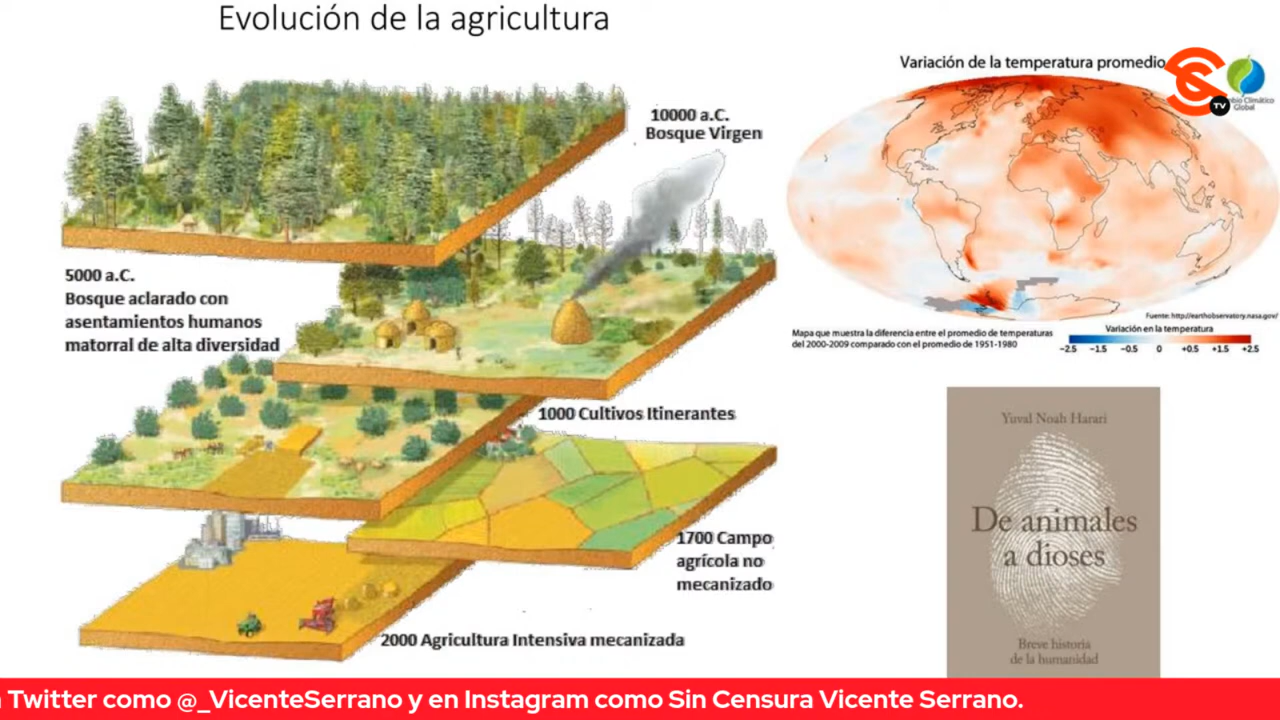 Evolución de la agricultura
10000 a.C.
Bosque Virgen
5000 a.C.
Bosque aclarado con
asentamientos humanos
matorral de alta diversidad
1000 Cultivos Itinerantes
1700 Campo
agrícola no
mecanizado
2000 Agricultura Intensiva mecanizada
Variación de la temperatura promedio
TV
Climático
Global
Fuente: http://earthobservatory.nasa.gov/
Mapa que muestra la diferencia entre el promedio de temperaturas
del 2000-2009 comparado con el promedio de 1951-1980
Variación en la temperatura
-2.5 -1.5 -0.5 0 +0.5 +1.5 +2.5
Yuval Noah Harari
De animales
a dioses
Breve historia
de la humanidad
Twitter como @_VicenteSerrano y en Instagram como Sin Censura Vicente Serrano.